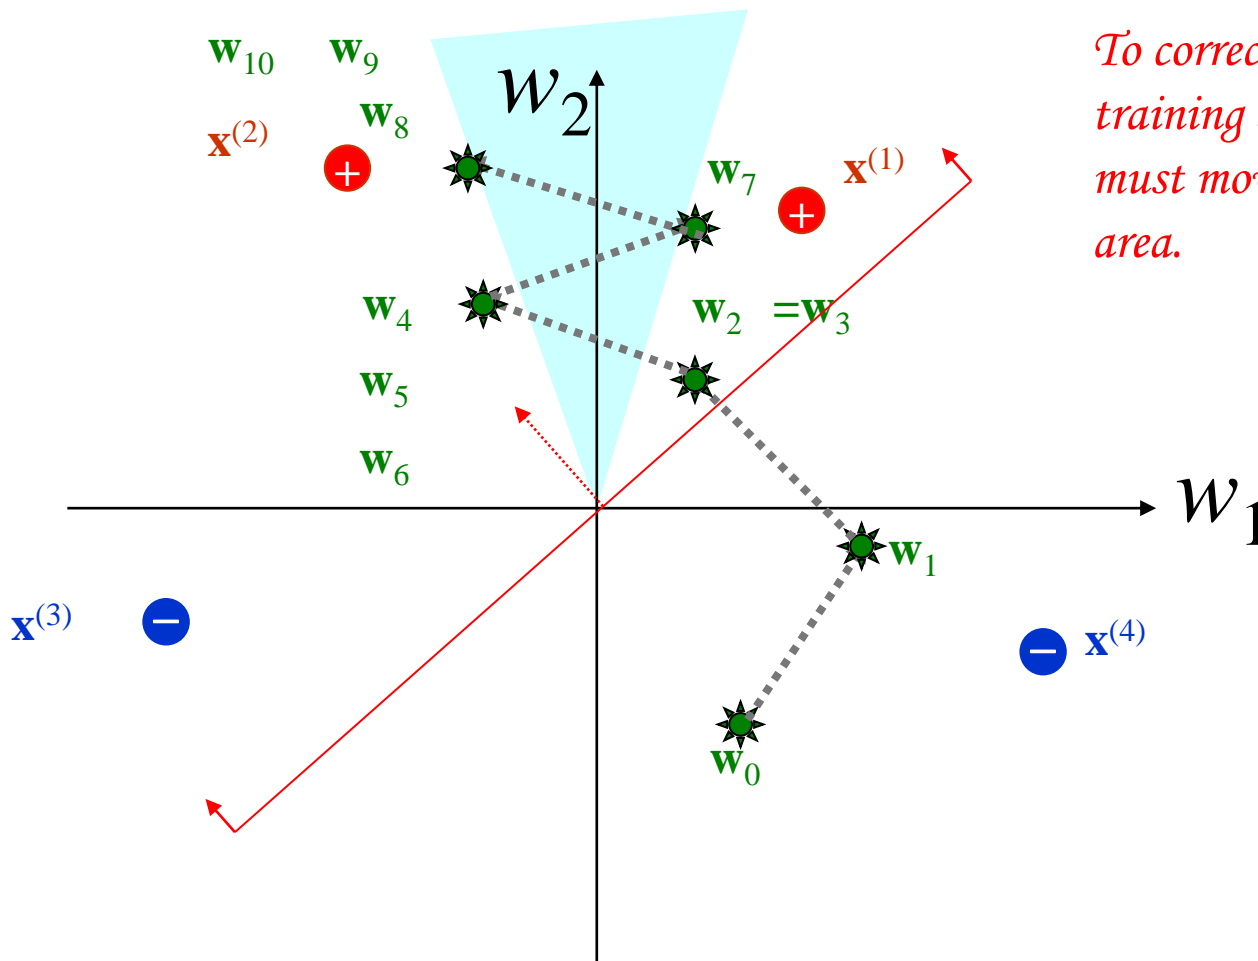 w10 w9
w2
To correc
w8
training
x(2)
+
w7
x(1)
must mo
+
area.
w4
w2 =w3
w5
w6
w1
w1
x(3)
−
−
x(4)
w0